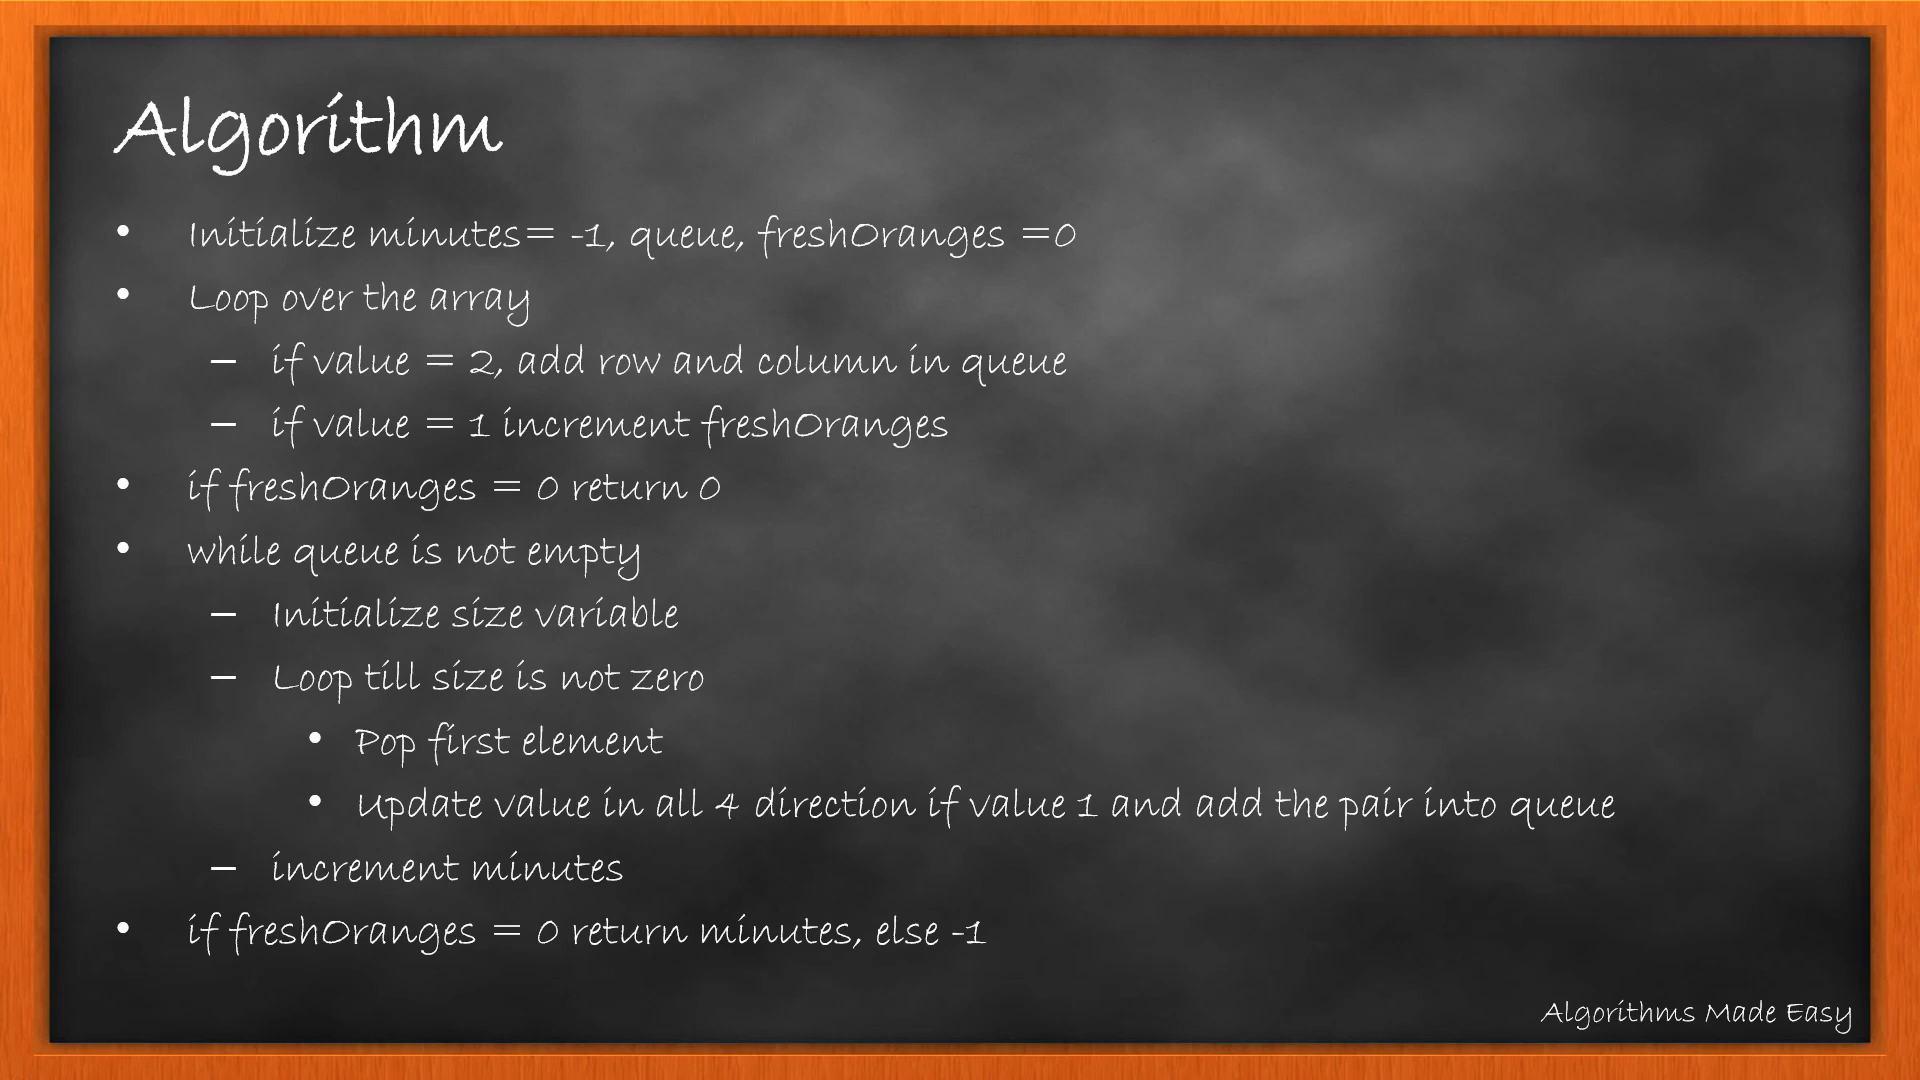 Algorithm
• Initialize minutes= -1, queue, freshOranges =0
• Loop over the array
– if value = 2, add row and column in queue
– if value = 1 increment freshOranges
• if freshOranges = 0 return 0
• while queue is not empty
– Initialize size variable
– Loop till size is not zero
• Pop first element
• Update value in all 4 direction if value 1 and add the pair into queue
– increment minutes
• if freshOranges = 0 return minutes, else -1
Algorithms Made Easy